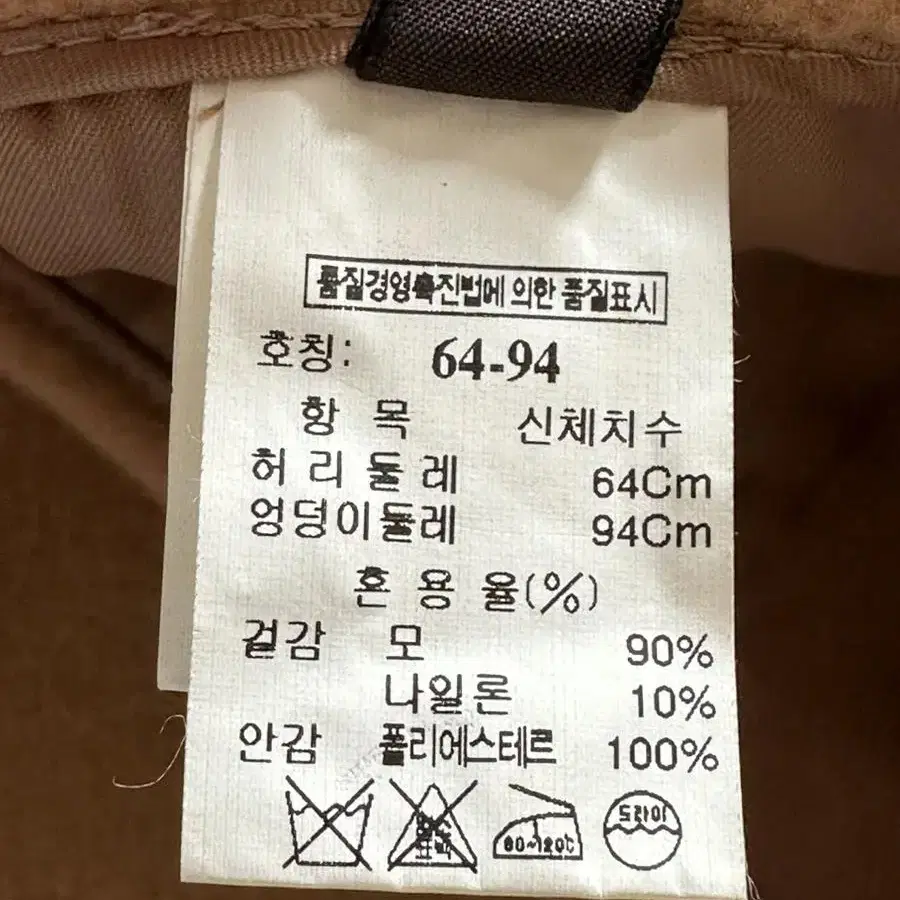 품질경영촉진법에 의한 품질표시
호칭: 64-94
항 목 신체치수
허리둘레 64Cm
엉덩이둘레 94Cm
혼 용 율(%)
겉감 모 90%
나일론 10%
안감 폴리에스테르 100%
표백 80~120℃ 드라이